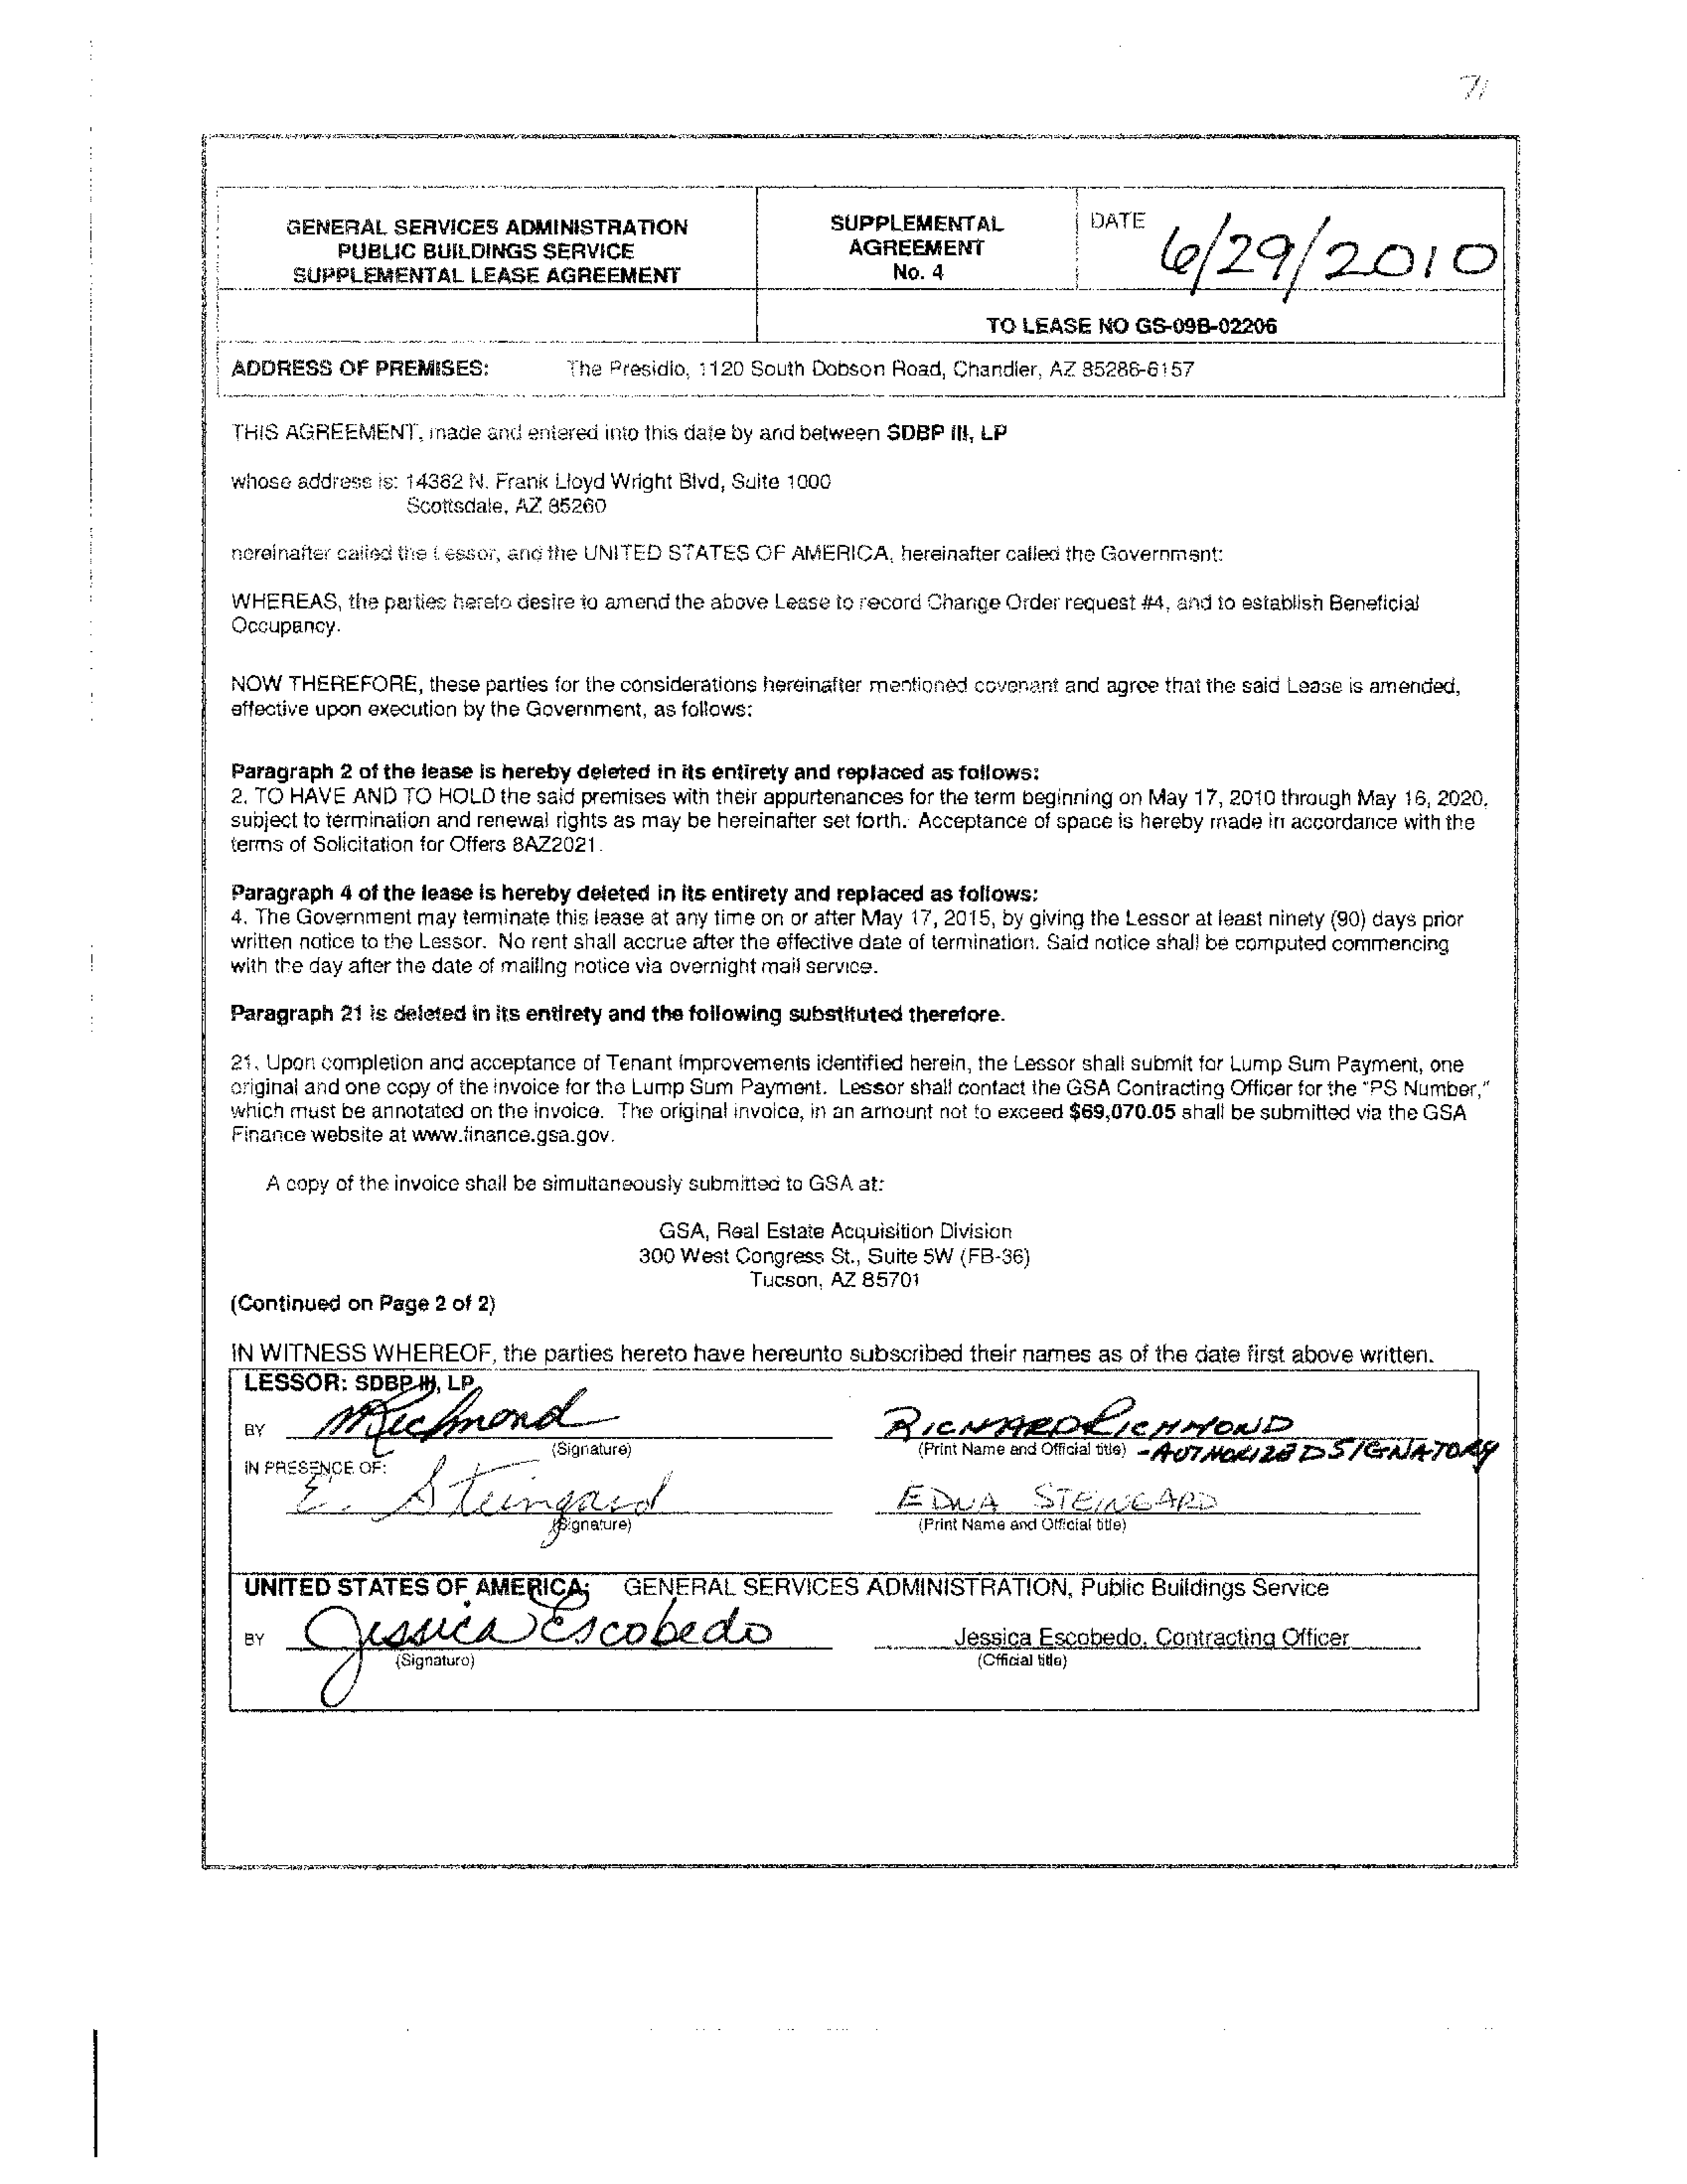 71
GENERAL SERVICES ADMINISTRATION
PUBLIC BUILDINGS SERVICE
SUPPLEMENTAL LEASE AGREEMENT
SUPPLEMENTAL
AGREEMENT
No. 4
DATE
6/29/2010
TO LEASE NO GS-09B-02206
ADDRESS OF PREMISES: The Presidio, 1120 South Dobson Road, Chandler, AZ 85286-6157
THIS AGREEMENT, made and entered into this date by and between SDBP III, LP
whose address is: 14362 N. Frank Lloyd Wright Blvd, Suite 1000
Scottsdale, AZ 85260
hereinafter called the Lessor, and the UNITED STATES OF AMERICA, hereinafter called the Government:
WHEREAS, the parties hereto desire to amend the above Lease to record Change Order request #4, and to establish Beneficial
Occupancy.
NOW THEREFORE, these parties for the considerations hereinafter mentioned covenant and agree that the said Lease is amended,
effective upon execution by the Government, as follows:
Paragraph 2 of the lease is hereby deleted in its entirety and replaced as follows:
2. TO HAVE AND TO HOLD the said premises with their appurtenances for the term beginning on May 17, 2010 through May 16, 2020,
subject to termination and renewal rights as may be hereinafter set forth. Acceptance of space is hereby made in accordance with the
terms of Solicitation for Offers 8AZ2021.
Paragraph 4 of the lease is hereby deleted in its entirety and replaced as follows:
4. The Government may terminate this lease at any time on or after May 17, 2015, by giving the Lessor at least ninety (90) days prior
written notice to the Lessor. No rent shall accrue after the effective date of termination. Said notice shall be computed commencing
with the day after the date of mailing notice via overnight mail service.
Paragraph 21 is deleted in its entirety and the following substituted therefore.
21. Upon completion and acceptance of Tenant Improvements identified herein, the Lessor shall submit for Lump Sum Payment, one
original and one copy of the invoice for the Lump Sum Payment. Lessor shall contact the GSA Contracting Officer for the "PS Number,"
which must be annotated on the invoice. The original invoice, in an amount not to exceed $69,070.05 shall be submitted via the GSA
Finance website at www.finance.gsa.gov.
A copy of the invoice shall be simultaneously submitted to GSA at:
GSA, Real Estate Acquisition Division
300 West Congress St., Suite 5W (FB-36)
Tucson, AZ 85701
(Continued on Page 2 of 2)
IN WITNESS WHEREOF, the parties hereto have hereunto subscribed their names as of the date first above written.
LESSOR: SDBP III, LP
BY Richmond RICHARD RICHMOND
(Signature) (Print Name and Official title) - AUTHORIZED SIGNATORY
IN PRESENCE OF:
E. Steingard EDNA STEINGARD
(Signature) (Print Name and Official title)
UNITED STATES OF AMERICA; GENERAL SERVICES ADMINISTRATION, Public Buildings Service
BY Jessica Escobedo Jessica Escobedo, Contracting Officer
(Signature) (Official title)